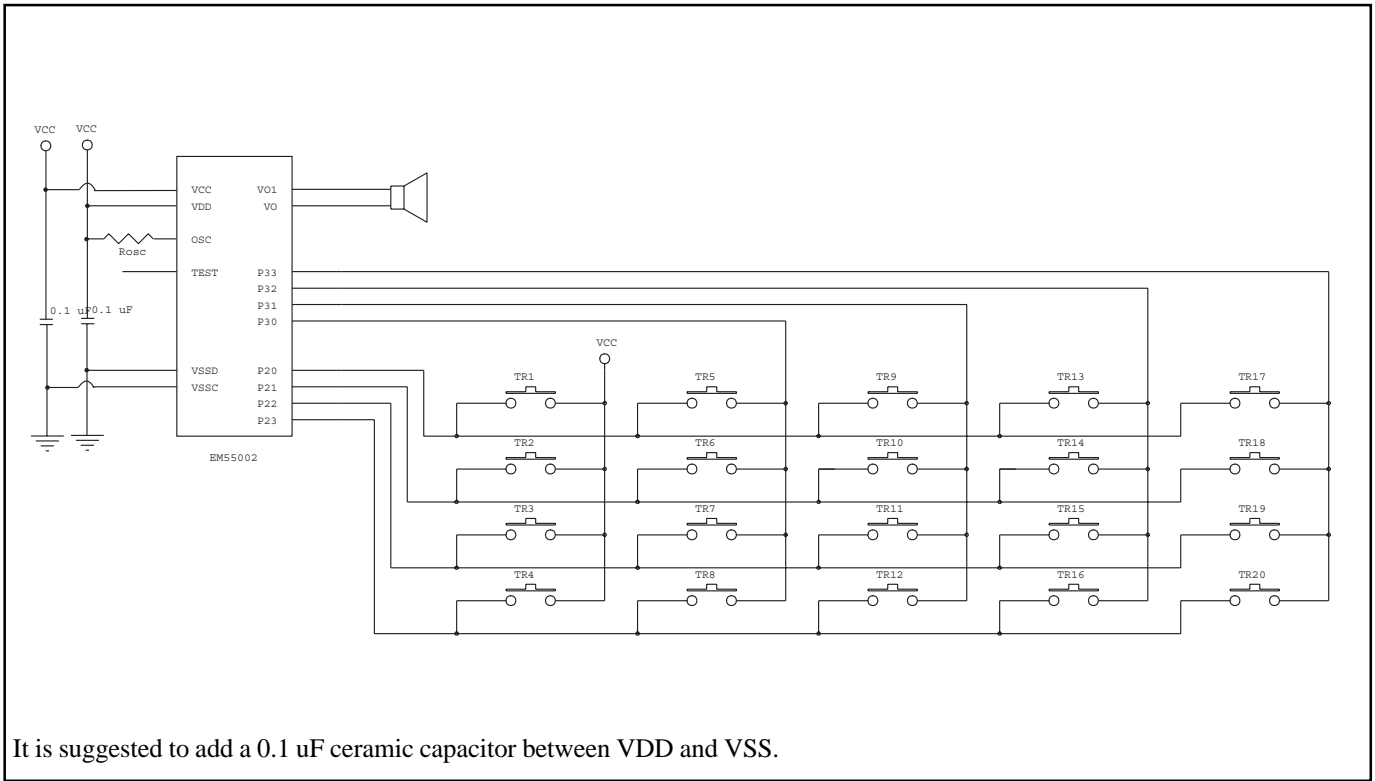 VCC VCC
VCC VO1
VDD VO
OSC
Rosc
TEST P33
P32
0.1 uF 0.1 uF P31
P30
VCC
VSSD P20
TR1 TR5 TR9 TR13 TR17
VSSC P21
P22
P23
TR2 TR6 TR10 TR14 TR18
EM55002
TR3 TR7 TR11 TR15 TR19
TR4 TR8 TR12 TR16 TR20
It is suggested to add a 0.1 uF ceramic capacitor between VDD and VSS.